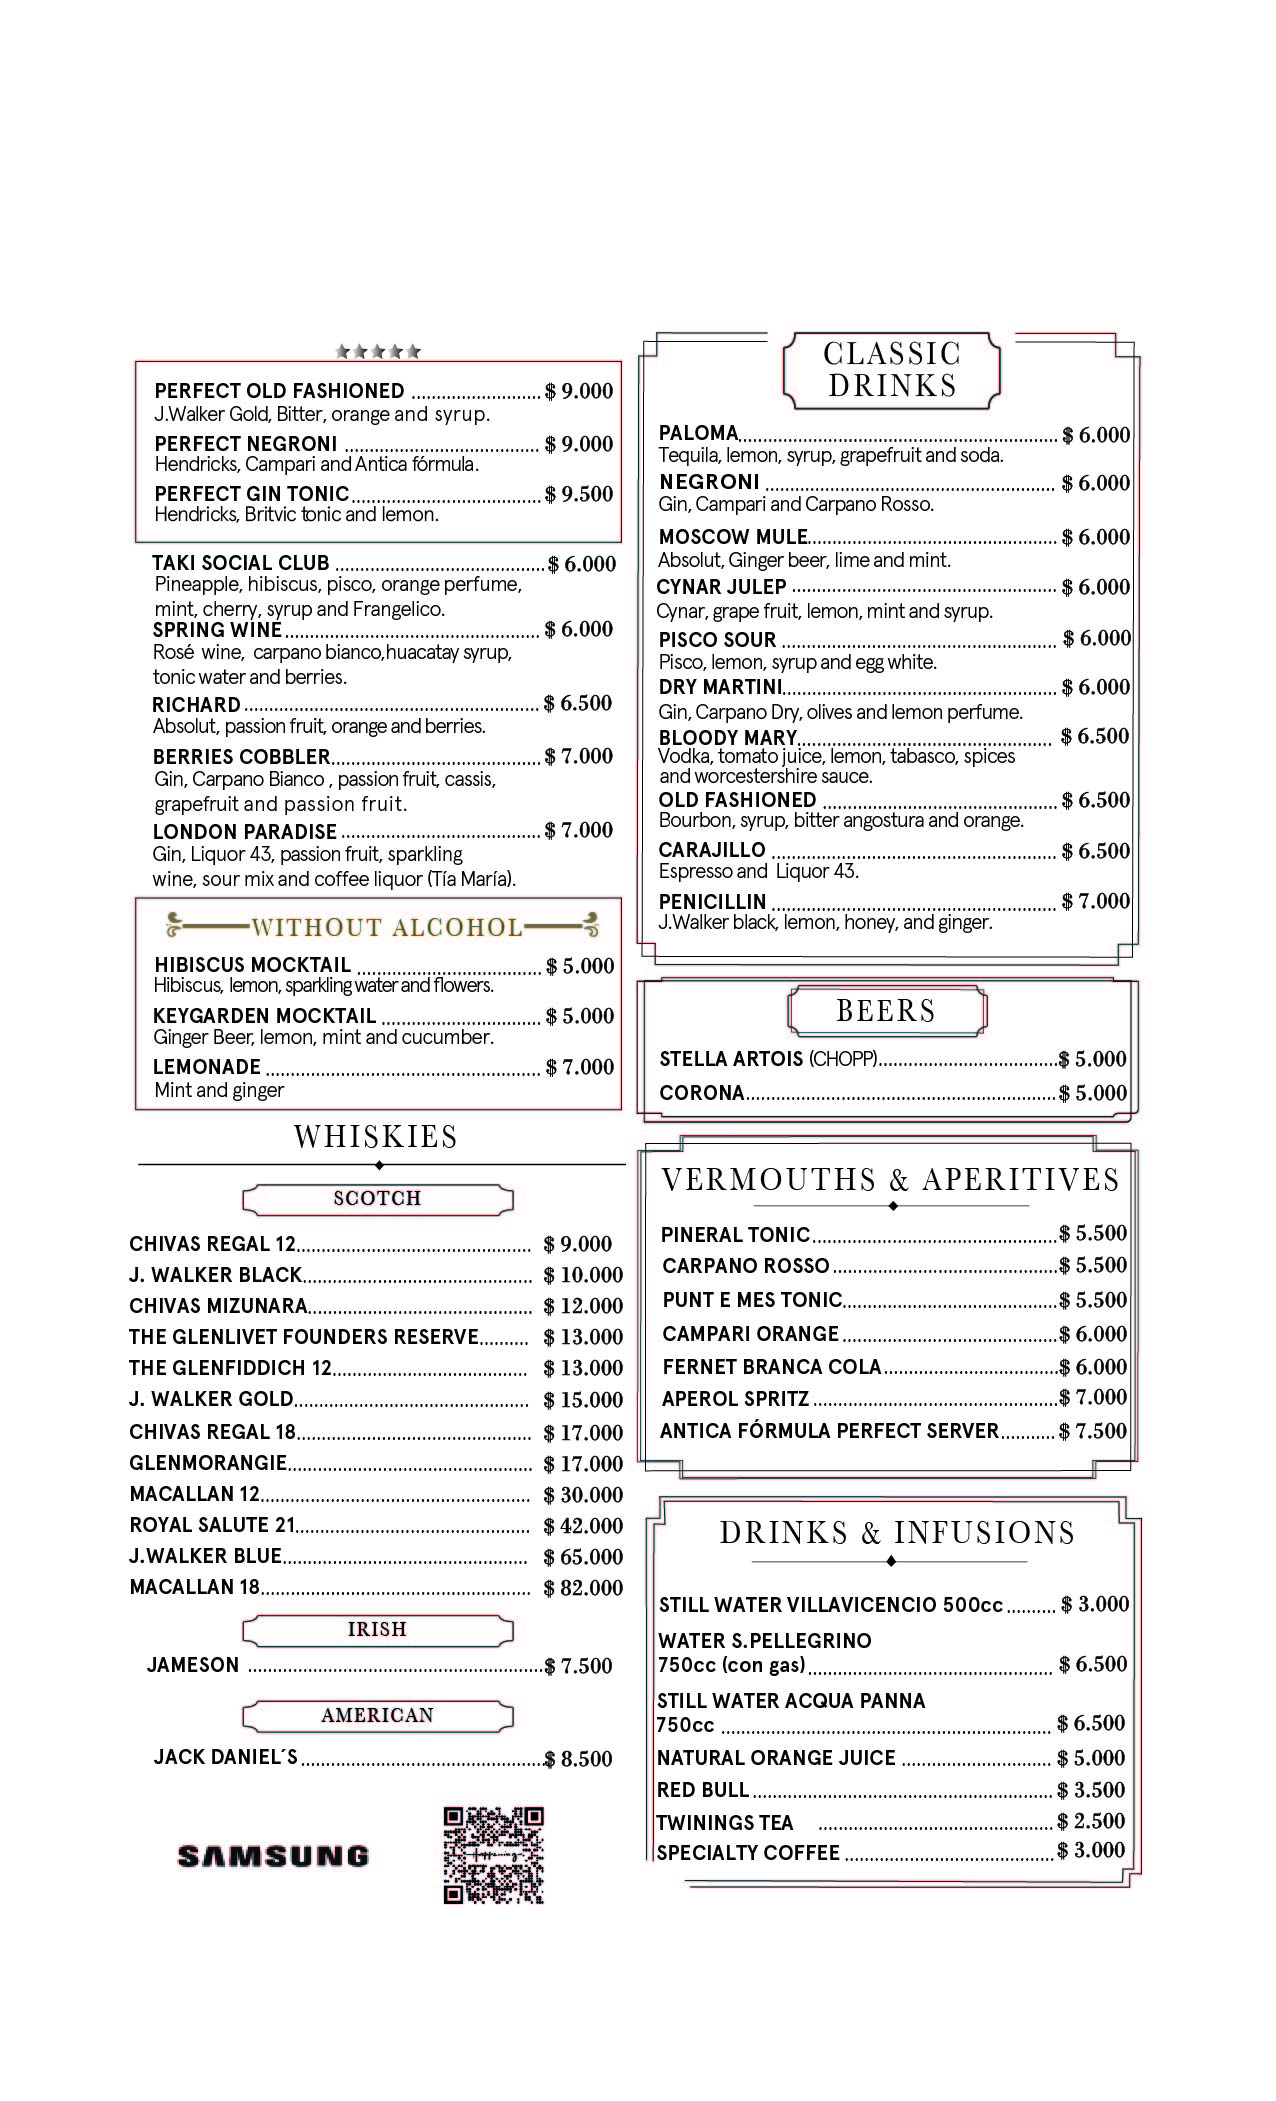 PERFECT OLD FASHIONED ........................... $ 9.000
J.Walker Gold, Bitter, orange and syrup.
PERFECT NEGRONI ........................................ $ 9.000
Hendricks, Campari and Antica fórmula.
PERFECT GIN TONIC........................................ $ 9.500
Hendricks, Britvic tonic and lemon.
TAKI SOCIAL CLUB ............................................ $ 6.000
Pineapple, hibiscus, pisco, orange perfume,
mint, cherry, syrup and Frangelico.
SPRING WINE...................................................... $ 6.000
Rosé wine, carpano bianco,huacatay syrup,
tonic water and berries.
RICHARD.............................................................. $ 6.500
Absolut, passion fruit, orange and berries.
BERRIES COBBLER............................................ $ 7.000
Gin, Carpano Bianco , passion fruit, cassis,
grapefruit and passion fruit.
LONDON PARADISE .......................................... $ 7.000
Gin, Liquor 43, passion fruit, sparkling
wine, sour mix and coffee liquor (Tía María).
WITHOUT ALCOHOL
HIBISCUS MOCKTAIL ....................................... $ 5.000
Hibiscus, lemon, sparkling water and flowers.
KEYGARDEN MOCKTAIL .................................. $ 5.000
Ginger Beer, lemon, mint and cucumber.
LEMONADE .......................................................... $ 7.000
Mint and ginger
WHISKIES
SCOTCH
CHIVAS REGAL 12.................................................. $ 9.000
J. WALKER BLACK................................................. $ 10.000
CHIVAS MIZUNARA................................................ $ 12.000
THE GLENLIVET FOUNDERS RESERVE.......... $ 13.000
THE GLENFIDDICH 12......................................... $ 13.000
J. WALKER GOLD.................................................. $ 15.000
CHIVAS REGAL 18.................................................. $ 17.000
GLENMORANGIE.................................................... $ 17.000
MACALLAN 12......................................................... $ 30.000
ROYAL SALUTE 21.................................................. $ 42.000
J.WALKER BLUE.................................................... $ 65.000
MACALLAN 18......................................................... $ 82.000
IRISH
JAMESON ...............................................................$ 7.500
AMERICAN
JACK DANIEL´S ....................................................$ 8.500
SAMSUNG
Happening
CLASSIC
DRINKS
PALOMA.................................................................... $ 6.000
Tequila, lemon, syrup, grapefruit and soda.
NEGRONI .............................................................. $ 6.000
Gin, Campari and Carpano Rosso.
MOSCOW MULE..................................................... $ 6.000
Absolut, Ginger beer, lime and mint.
CYNAR JULEP ........................................................ $ 6.000
Cynar, grape fruit, lemon, mint and syrup.
PISCO SOUR .......................................................... $ 6.000
Pisco, lemon, syrup and egg white.
DRY MARTINI.......................................................... $ 6.000
Gin, Carpano Dry, olives and lemon perfume.
BLOODY MARY...................................................... $ 6.500
Vodka, tomato juice, lemon, tabasco, spices
and worcestershire sauce.
OLD FASHIONED .................................................. $ 6.500
Bourbon, syrup, bitter angostura and orange.
CARAJILLO ............................................................. $ 6.500
Espresso and Liquor 43.
PENICILLIN ............................................................. $ 7.000
J.Walker black, lemon, honey, and ginger.
BEERS
STELLA ARTOIS (CHOPP)......................................$ 5.000
CORONA..................................................................$ 5.000
VERMOUTHS & APERITIVES
PINERAL TONIC....................................................$ 5.500
CARPANO ROSSO ................................................$ 5.500
PUNT E MES TONIC..............................................$ 5.500
CAMPARI ORANGE ..............................................$ 6.000
FERNET BRANCA COLA.....................................$ 6.000
APEROL SPRITZ ....................................................$ 7.000
ANTICA FÓRMULA PERFECT SERVER...........$ 7.500
DRINKS & INFUSIONS
STILL WATER VILLAVICENCIO 500cc .......... $ 3.000
WATER S.PELLEGRINO
750cc (con gas).................................................... $ 6.500
STILL WATER ACQUA PANNA
750cc ...................................................................... $ 6.500
NATURAL ORANGE JUICE ................................ $ 5.000
RED BULL................................................................ $ 3.500
TWININGS TEA .................................................. $ 2.500
SPECIALTY COFFEE ............................................ $ 3.000